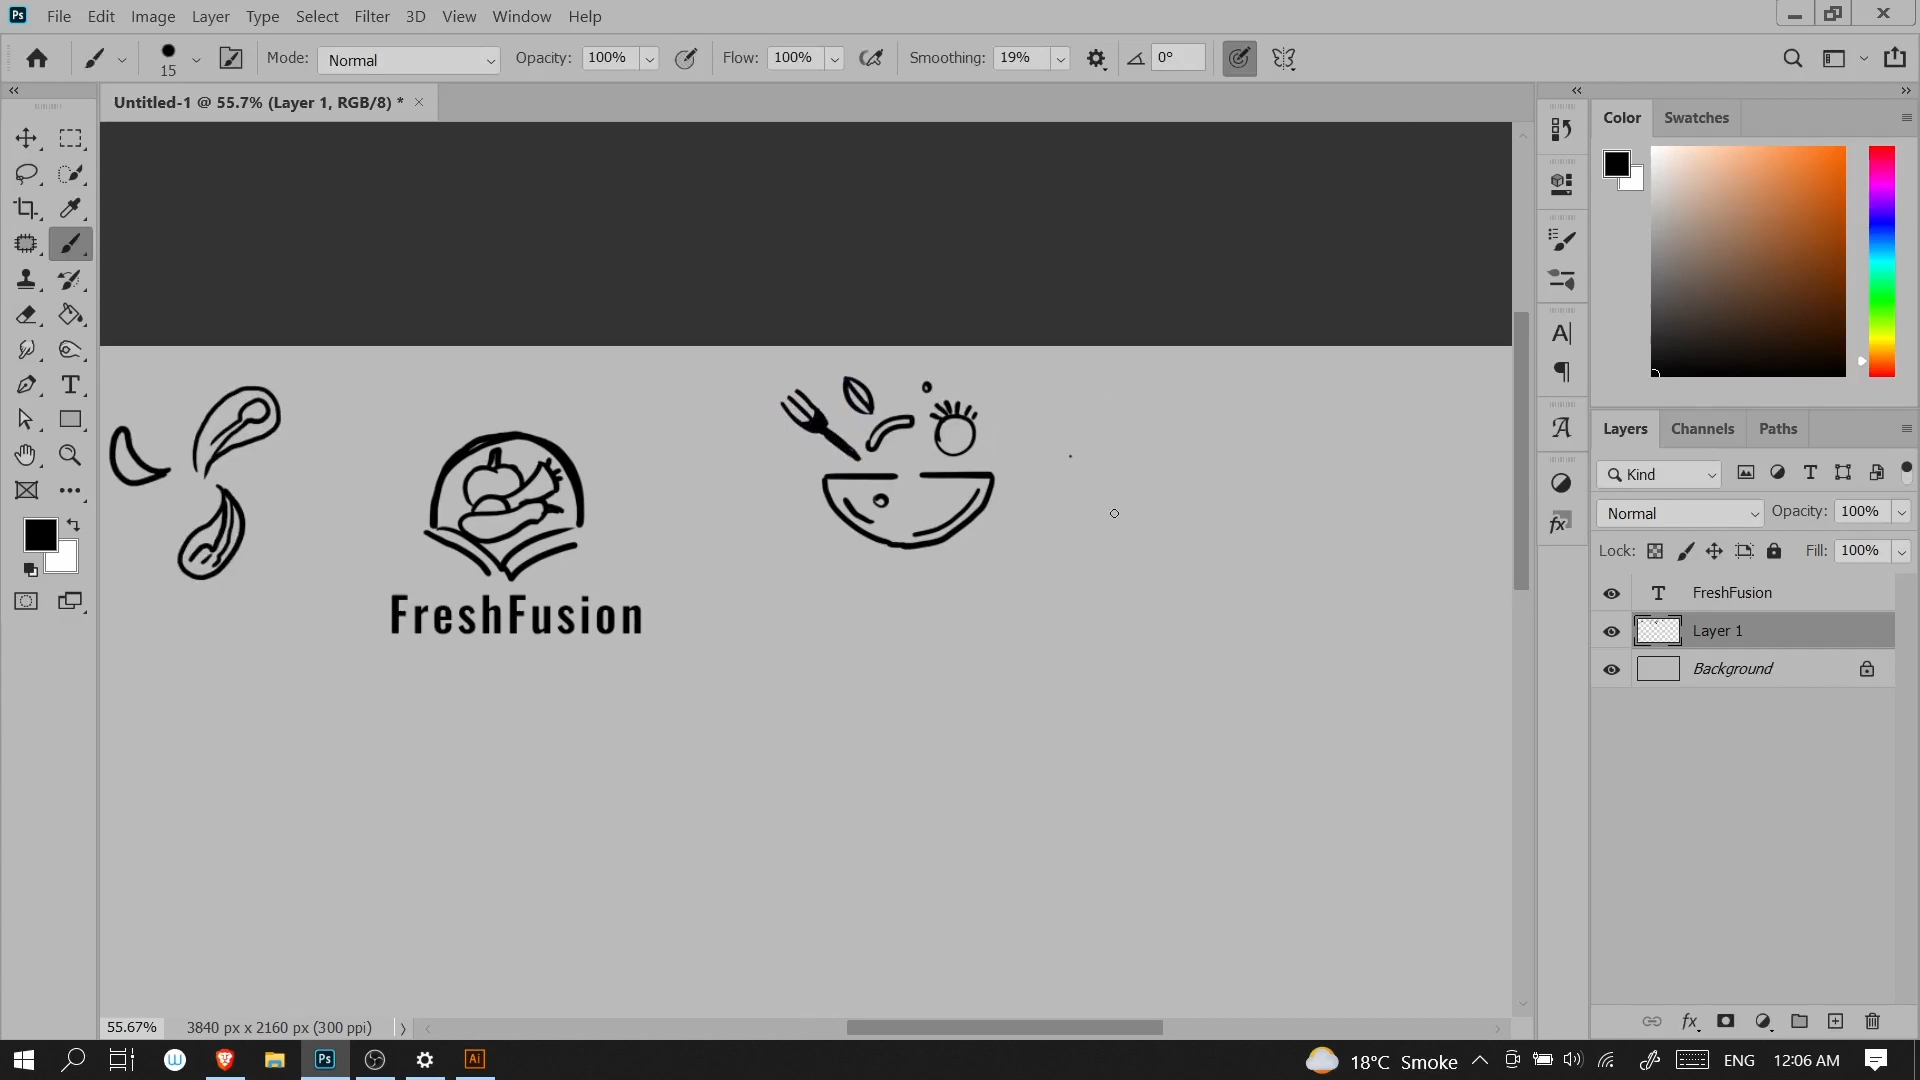 Ps File Edit Image Layer Type Select Filter 3D View Window Help
15 Mode: Normal Opacity: 100% Flow: 100% Smoothing: 19% 0°
Untitled-1 @ 55.7% (Layer 1, RGB/8) *
Color Swatches
FreshFusion
Layers Channels Paths
Kind
Normal Opacity: 100%
Lock: Fill: 100%
FreshFusion
Layer 1
Background
55.67% 3840 px x 2160 px (300 ppi)
Ps Ai 18°C Smoke ENG 12:06 AM